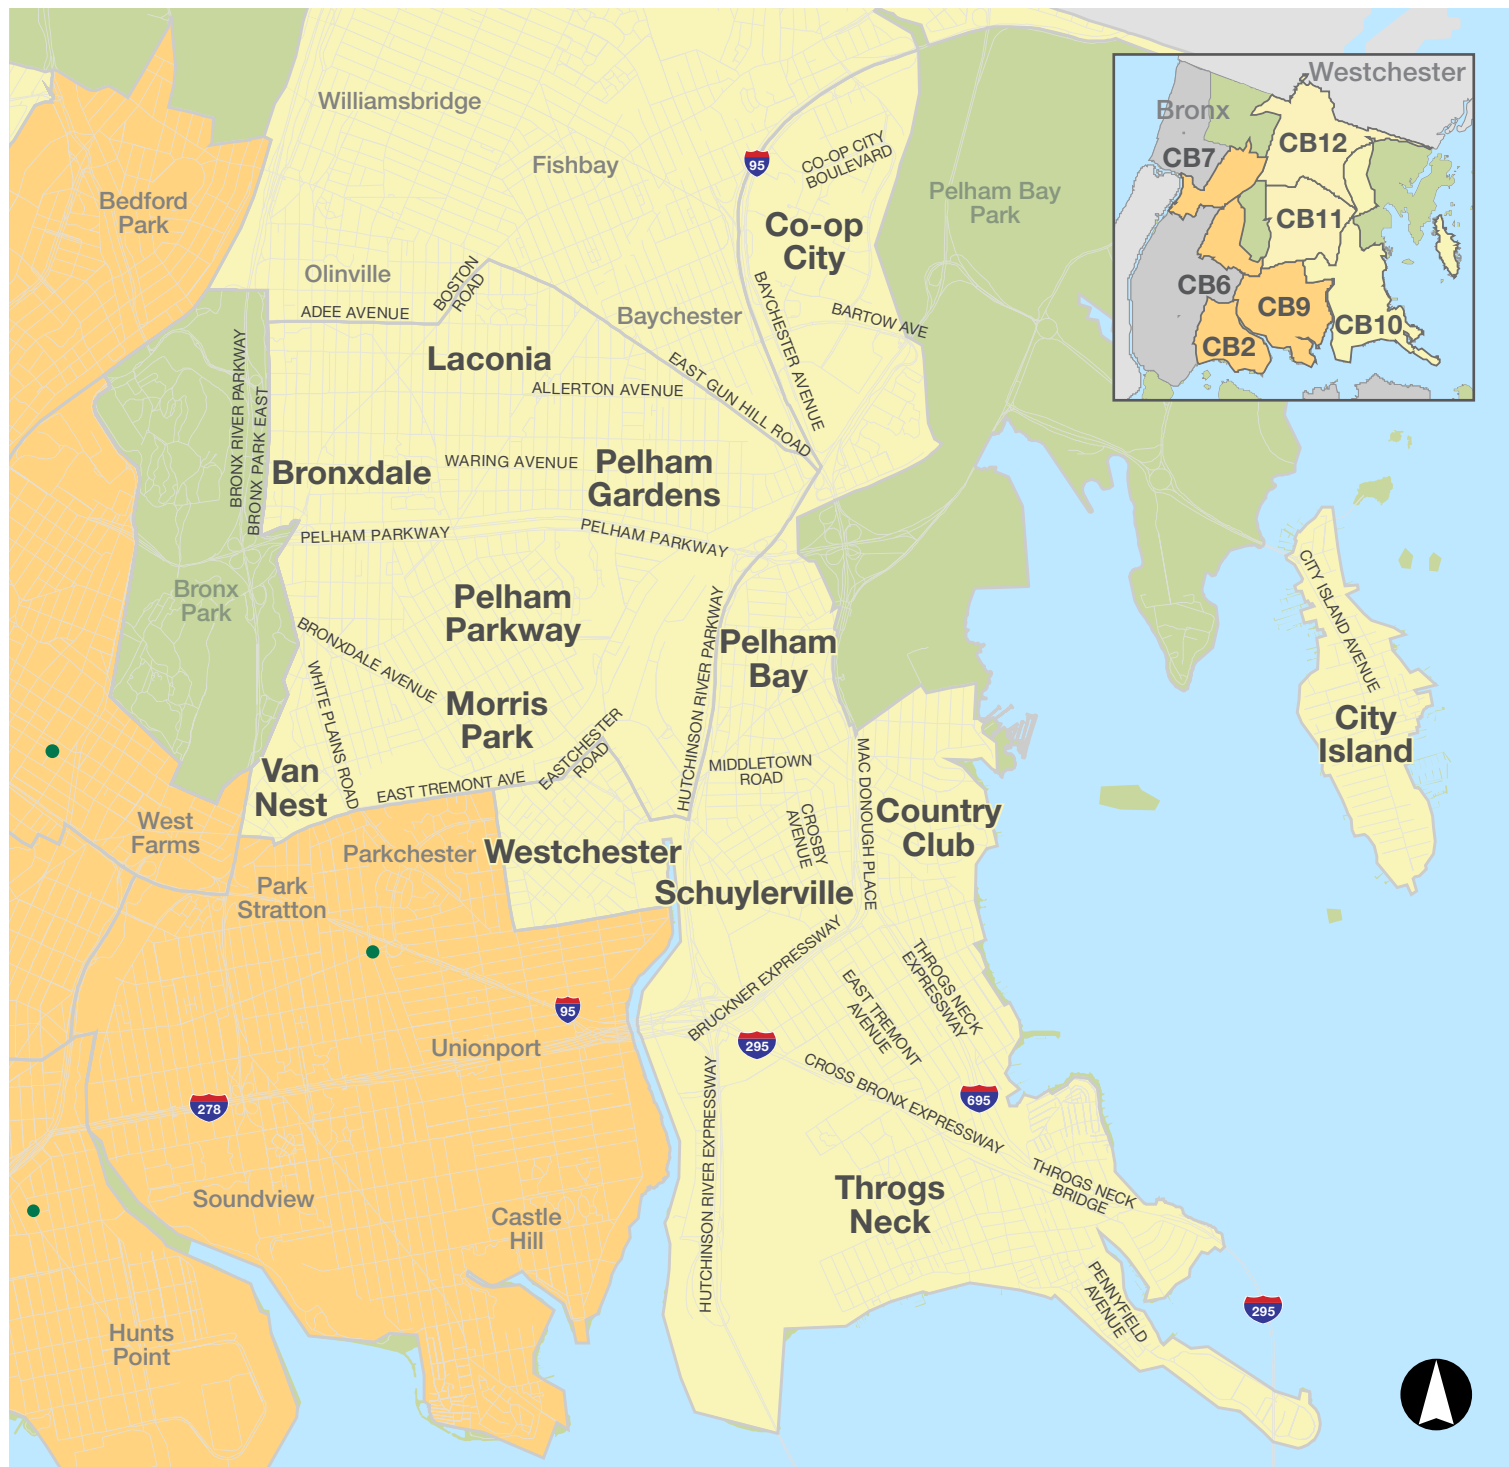 Westchester
Bronx
CB12
CB7
CB11
CB6
CB9
CB10
CB2
Williamsbridge
Fishbay
95
CO-OP CITY
BOULEVARD
Bedford
Park
Pelham Bay
Park
Co-op
City
Olinville
BOSTON
ROAD
ADEE AVENUE
Baychester
BAYCHESTER AVENUE
BARTOW AVE
Laconia
ALLERTON AVENUE
EAST GUN HILL ROAD
BRONX RIVER PARKWAY
BRONX PARK EAST
Bronxdale
WARING AVENUE
Pelham
Gardens
PELHAM PARKWAY
PELHAM PARKWAY
CITY ISLAND AVENUE
Bronx
Park
Pelham
Parkway
BRONXDALE AVENUE
HUTCHINSON RIVER PARKWAY
Pelham
Bay
WHITE PLAINS ROAD
Morris
Park
EASTCHESTER
ROAD
City
Island
Van
Nest
EAST TREMONT AVE
MIDDLETOWN
ROAD
MAC DONOUGH PLACE
CROSBY
AVENUE
Country
Club
West
Farms
Parkchester
Westchester
Park
Stratton
Schuylerville
BRUCKNER EXPRESSWAY
THROGS NECK
EXPRESSWAY
EAST TREMONT
AVENUE
95
Unionport
295
CROSS BRONX EXPRESSWAY
695
278
HUTCHINSON RIVER EXPRESSWAY
Soundview
Castle
Hill
Throgs
Neck
THROGS NECK
BRIDGE
PENNYFIELD
AVENUE
295
Hunts
Point